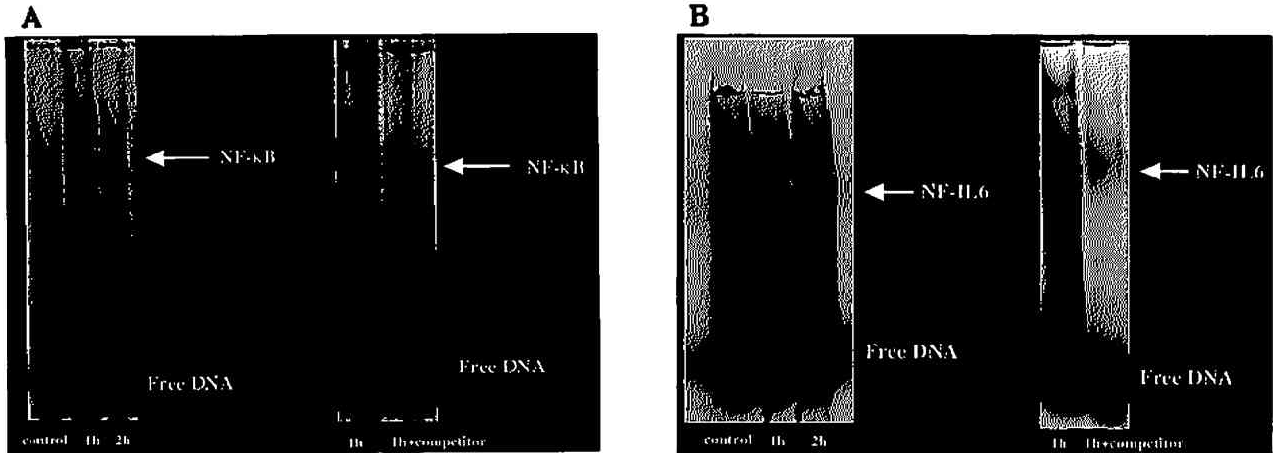 A
NF-κB
NF-κB
Free DNA
Free DNA
control 1h 2h
1h 1h+competitor
B
NF-IL6
NF-IL6
Free DNA
Free DNA
control 1h 2h
1h 1h+competitor